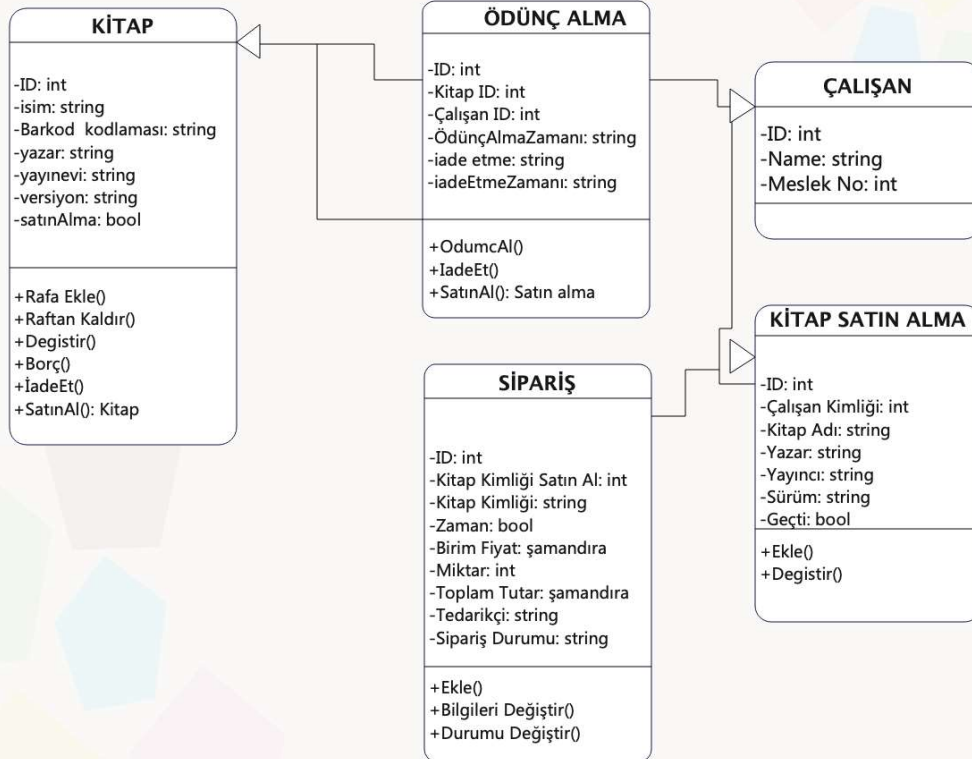 KİTAP
-ID: int
-isim: string
-Barkod kodlaması: string
-yazar: string
-yayınevi: string
-versiyon: string
-satınAlma: bool
+Rafa Ekle()
+Raftan Kaldır()
+Degistir()
+Borç()
+İadeEt()
+SatınAl(): Kitap
ÖDÜNÇ ALMA
-ID: int
-Kitap ID: int
-Çalışan ID: int
-ÖdünçAlmaZamanı: string
-iade etme: string
-iadeEtmeZamanı: string
+OdumcAl()
+IadeEt()
+SatınAl(): Satın alma
ÇALIŞAN
-ID: int
-Name: string
-Meslek No: int
SİPARİŞ
-ID: int
-Kitap Kimliği Satın Al: int
-Kitap Kimliği: string
-Zaman: bool
-Birim Fiyat: şamandıra
-Miktar: int
-Toplam Tutar: şamandıra
-Tedarikçi: string
-Sipariş Durumu: string
+Ekle()
+Bilgileri Değiştir()
+Durumu Değiştir()
KİTAP SATIN ALMA
-ID: int
-Çalışan Kimliği: int
-Kitap Adı: string
-Yazar: string
-Yayıncı: string
-Sürüm: string
-Geçti: bool
+Ekle()
+Degistir()